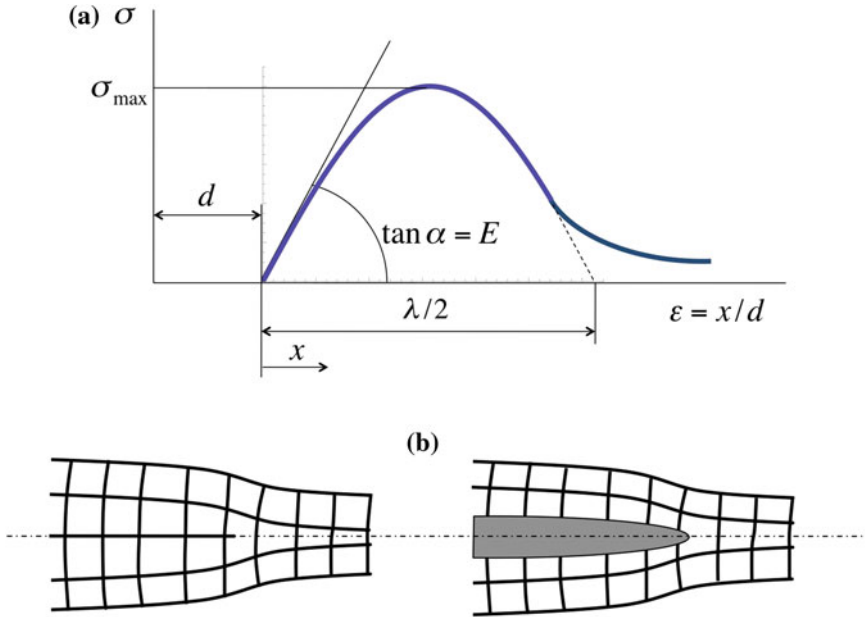 (a) σ
σmax
d
tan α = E
λ/2
ε = x/d
x
(b)